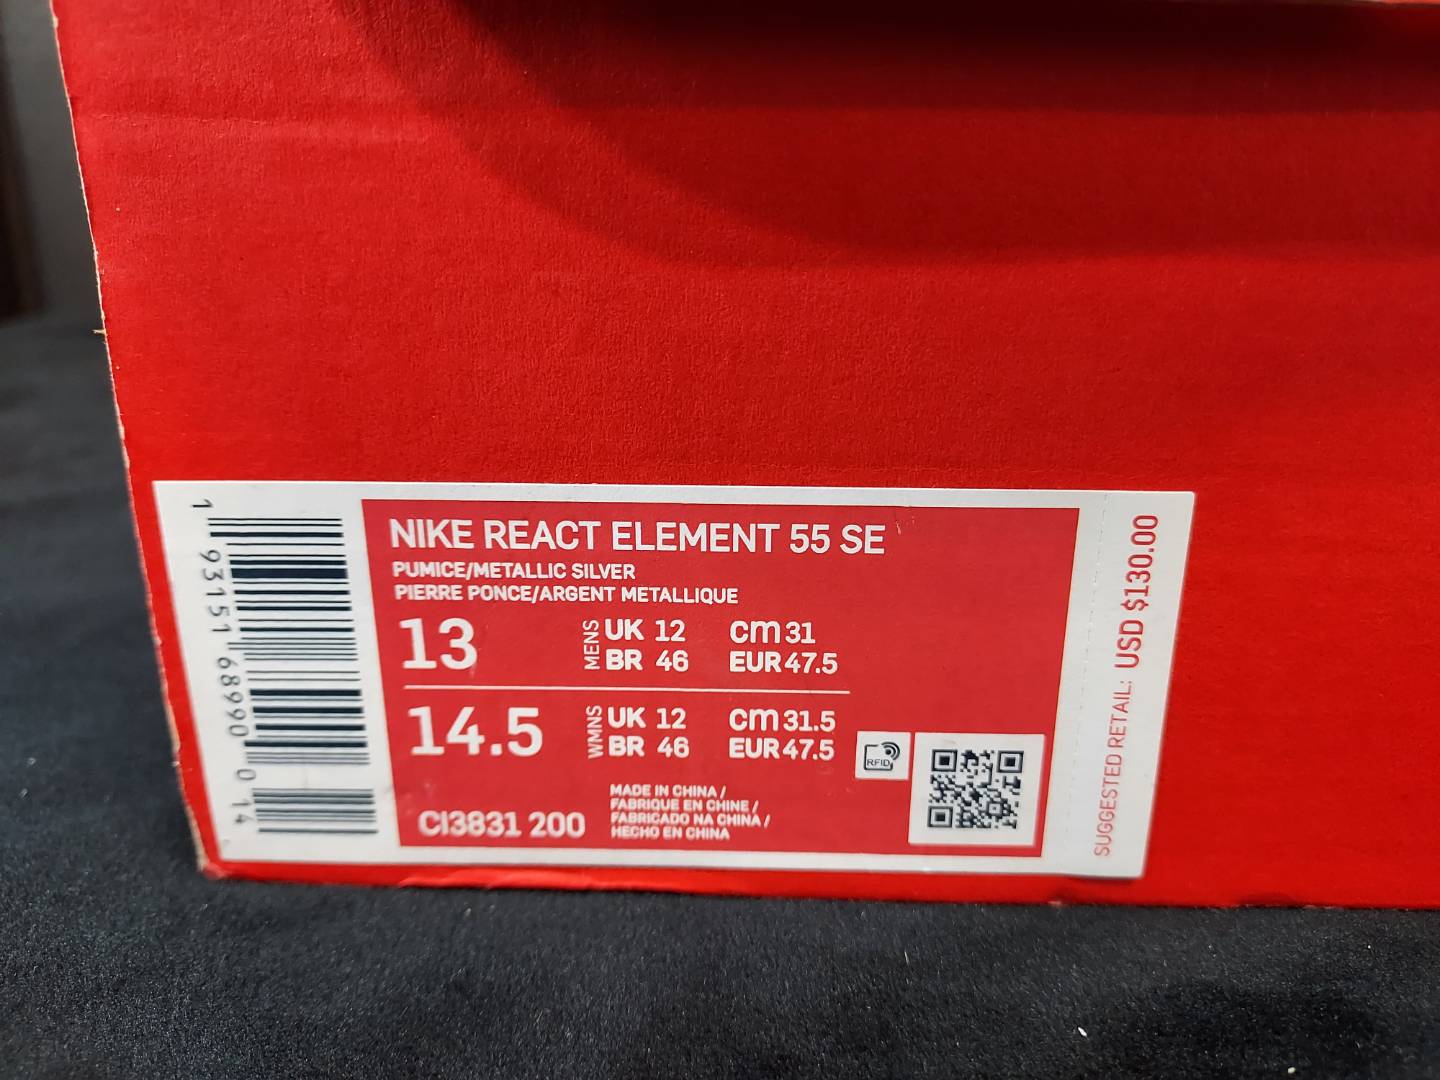 NIKE REACT ELEMENT 55 SE
PUMICE/METALLIC SILVER
PIERRE PONCE/ARGENT METALLIQUE
13 MENS UK 12 cm 31
BR 46 EUR 47.5
14.5 WMNS UK 12 cm 31.5
BR 46 EUR 47.5
RFID
CI3831 200
MADE IN CHINA /
FABRIQUE EN CHINE /
FABRICADO NA CHINA /
HECHO EN CHINA
1 93151 68990 0 14
SUGGESTED RETAIL: USD $130.00